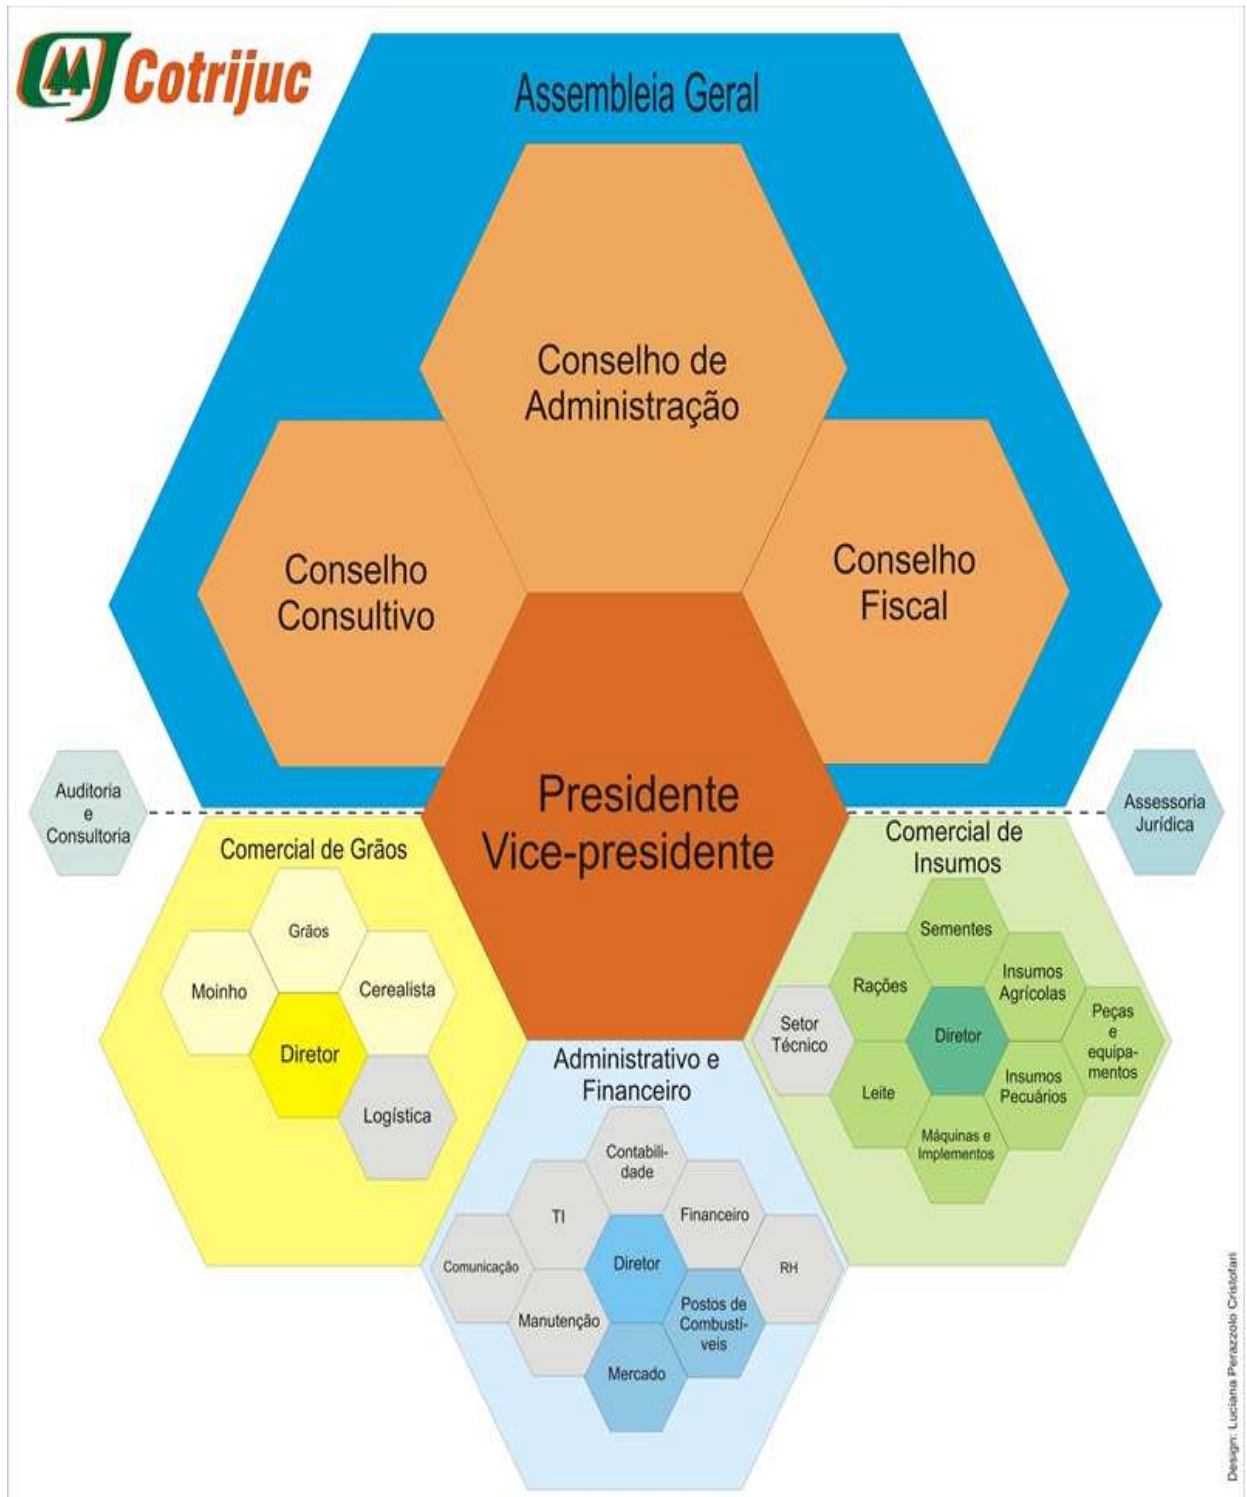 Cotrijuc
Assembleia Geral
Conselho de
Administração
Conselho
Consultivo
Conselho
Fiscal
Presidente
Vice-presidente
Auditoria
e
Consultoria
Assessoria
Jurídica
Comercial de Grãos
Grãos
Moinho
Cerealista
Diretor
Logística
Comercial de
Insumos
Sementes
Rações
Insumos
Agrícolas
Setor
Técnico
Diretor
Peças
e
equipa-
mentos
Leite
Insumos
Pecuários
Máquinas e
Implementos
Administrativo e
Financeiro
Contabili-
dade
TI
Financeiro
Comunicação
Diretor
RH
Manutenção
Postos de
Combustí-
veis
Mercado
Design: Luciana Perazzolo Cristofari